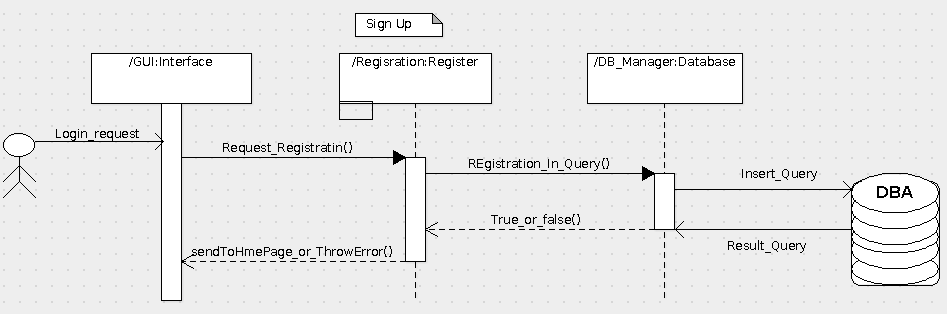 Sign Up
/GUI:Interface
/Regisration:Register
/DB_Manager:Database
Login_request
Request_Registratin()
REgistration_In_Query()
Insert_Query
DBA
True_or_false()
Result_Query
sendToHmePage_or_ThrowError()